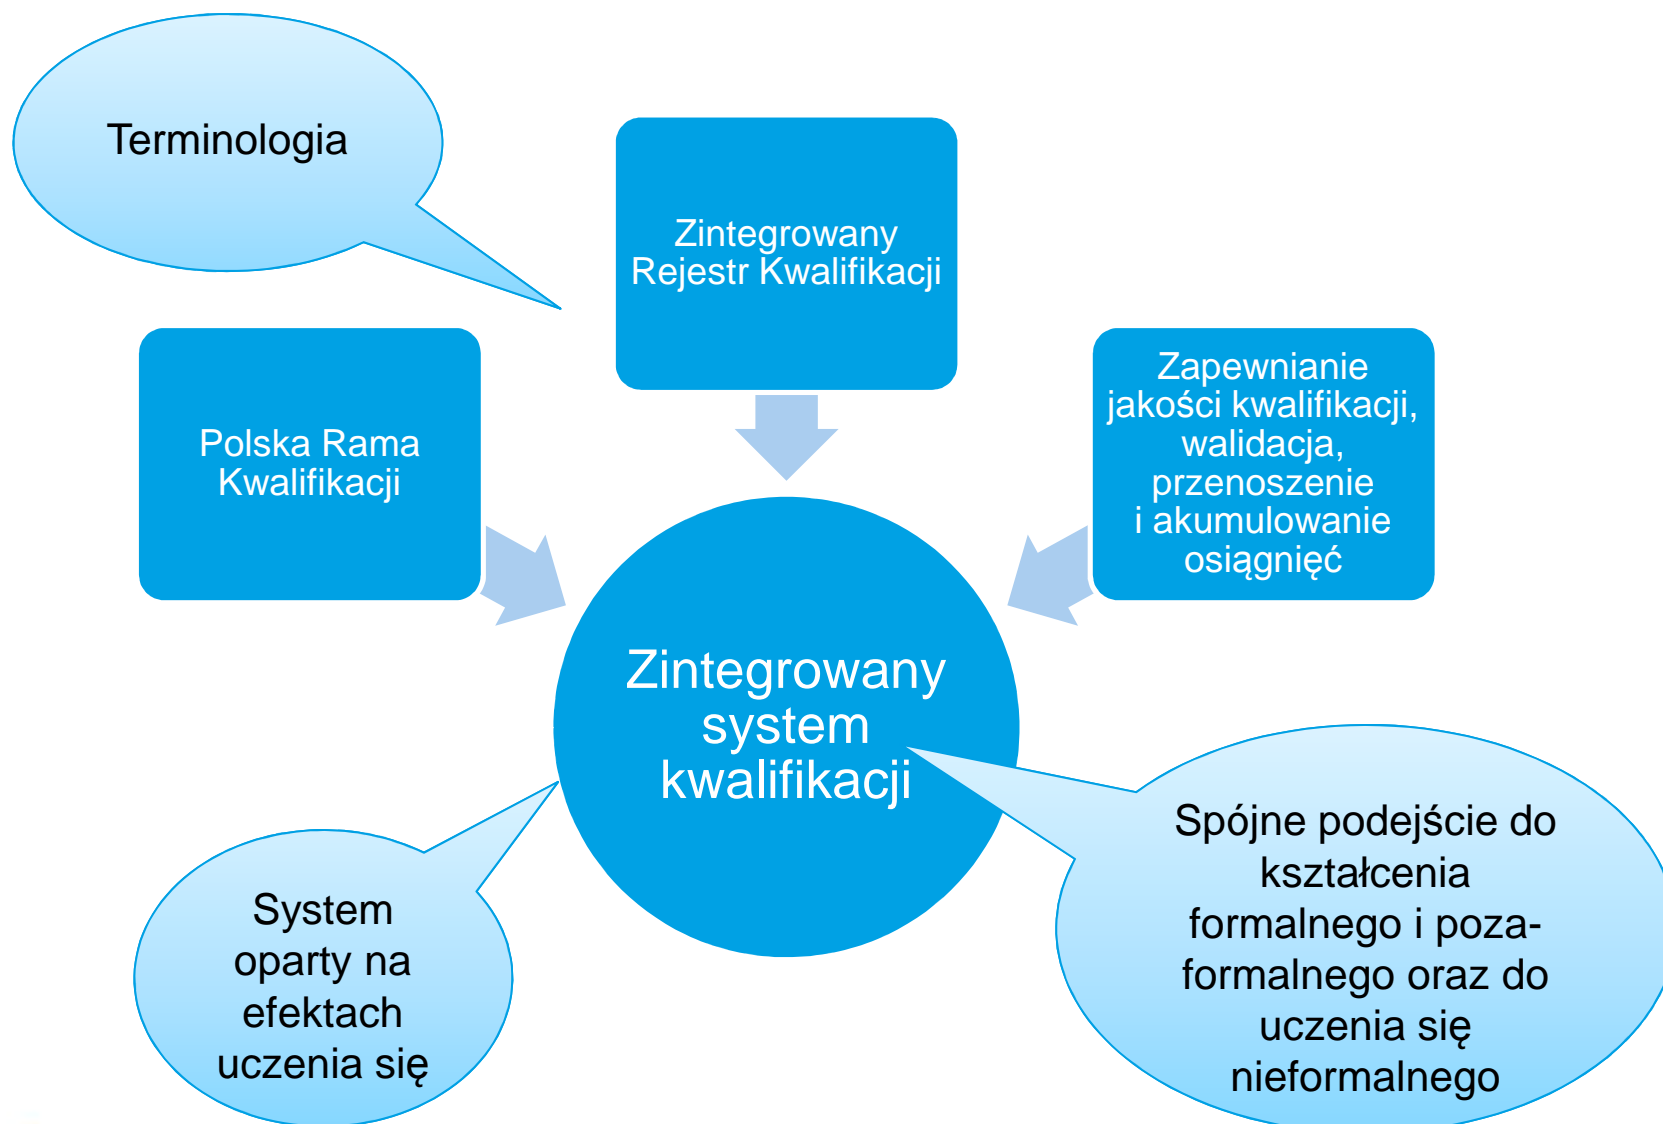 Terminologia
Zintegrowany
Rejestr Kwalifikacji
Polska Rama
Kwalifikacji
Zapewnianie
jakości kwalifikacji,
walidacja,
przenoszenie
i akumulowanie
osiągnięć
Zintegrowany
system
kwalifikacji
System
oparty na
efektach
uczenia się
Spójne podejście do
kształcenia
formalnego i poza-
formalnego oraz do
uczenia się
nieformalnego